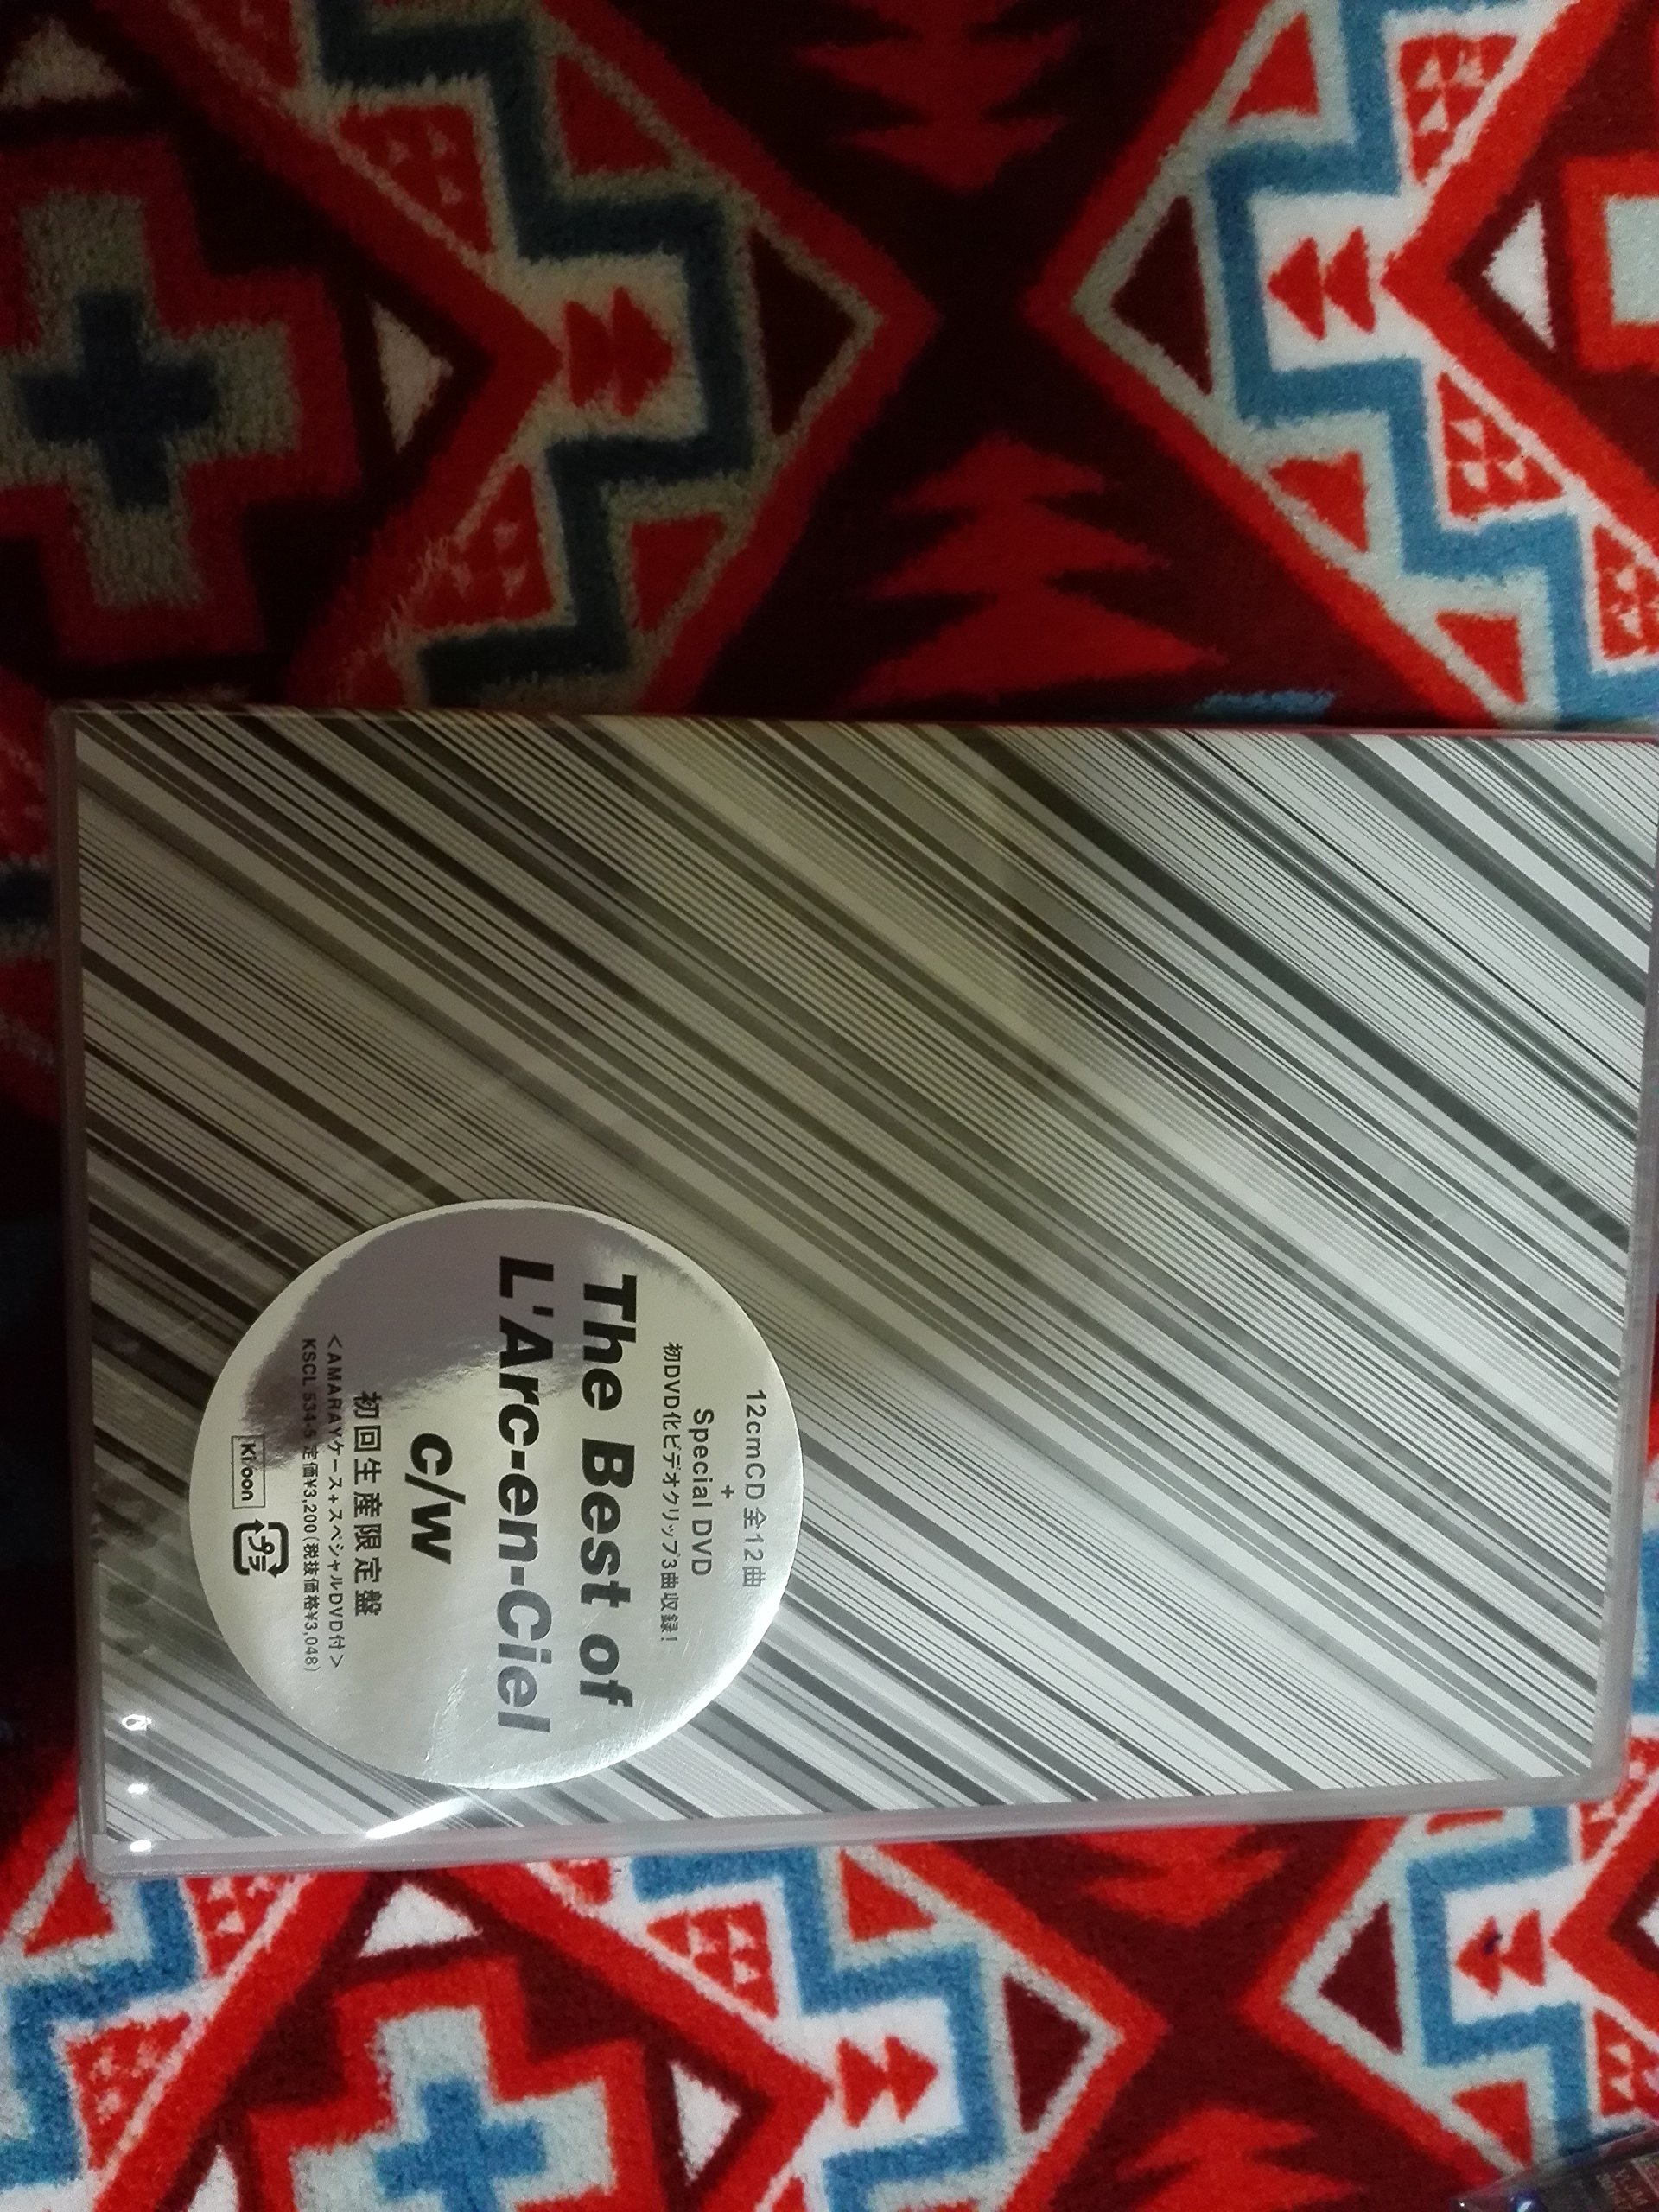 12cmCD 全12曲
+
Special DVD
初DVD化ビデオクリップ3曲収録!
The Best of
L'Arc-en-Ciel
c/w
初回生産限定盤
<AMARAYケース+スペシャルDVD付>
KSCL 534-5 定価¥3,200(税抜価格¥3,048)
Ki/oon
プラ